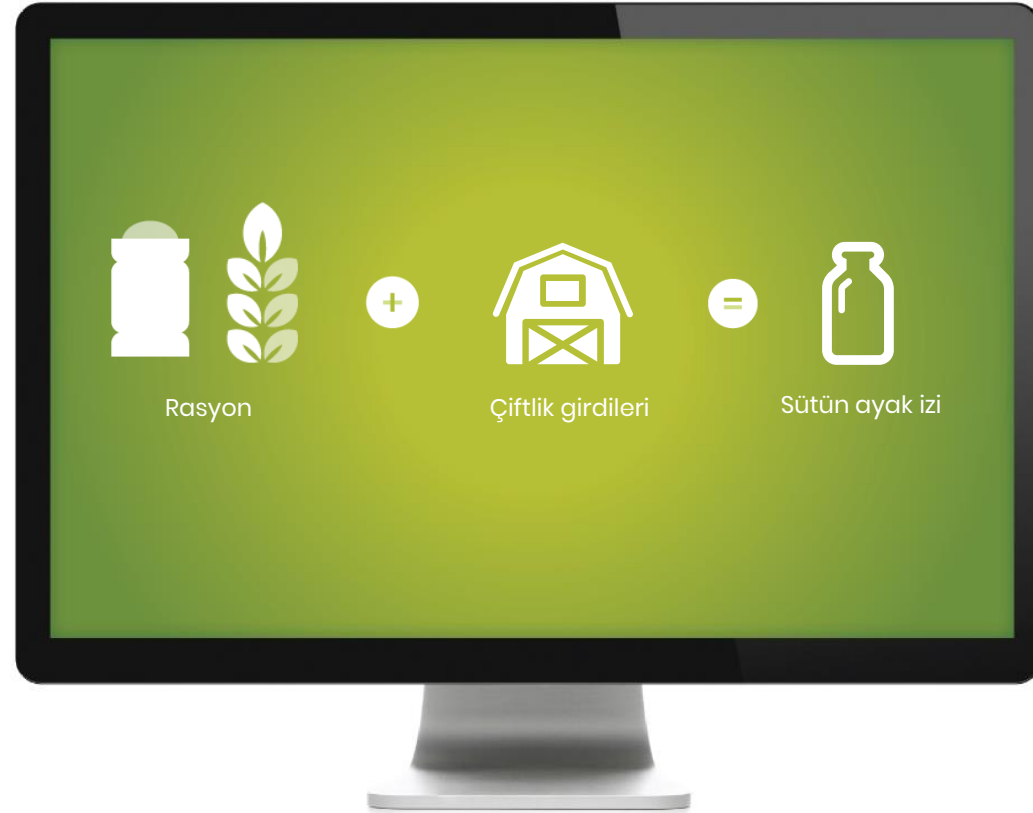 +
=
Rasyon
Çiftlik girdileri
Sütün ayak izi